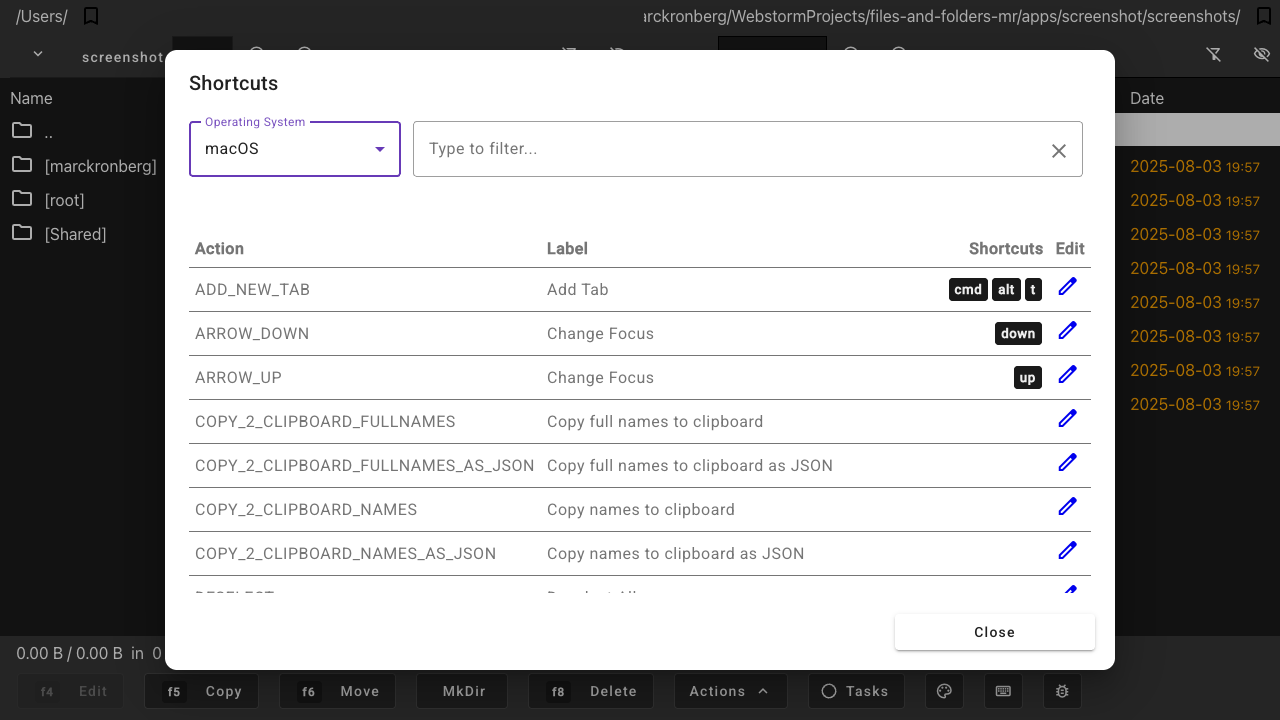 /Users/
rckronberg/WebstormProjects/files-and-folders-mr/apps/screenshot/screenshots/
screenshot
Name
Date
..
[marckronberg]
[root]
[Shared]
2025-08-03 19:57
2025-08-03 19:57
2025-08-03 19:57
2025-08-03 19:57
2025-08-03 19:57
2025-08-03 19:57
2025-08-03 19:57
2025-08-03 19:57
Shortcuts
Operating System
macOS
Type to filter...
Action Label Shortcuts Edit
ADD_NEW_TAB Add Tab cmd alt t
ARROW_DOWN Change Focus down
ARROW_UP Change Focus up
COPY_2_CLIPBOARD_FULLNAMES Copy full names to clipboard
COPY_2_CLIPBOARD_FULLNAMES_AS_JSON Copy full names to clipboard as JSON
COPY_2_CLIPBOARD_NAMES Copy names to clipboard
COPY_2_CLIPBOARD_NAMES_AS_JSON Copy names to clipboard as JSON
Close
0.00 B / 0.00 B in 0
f4 Edit f5 Copy f6 Move MkDir f8 Delete Actions Tasks